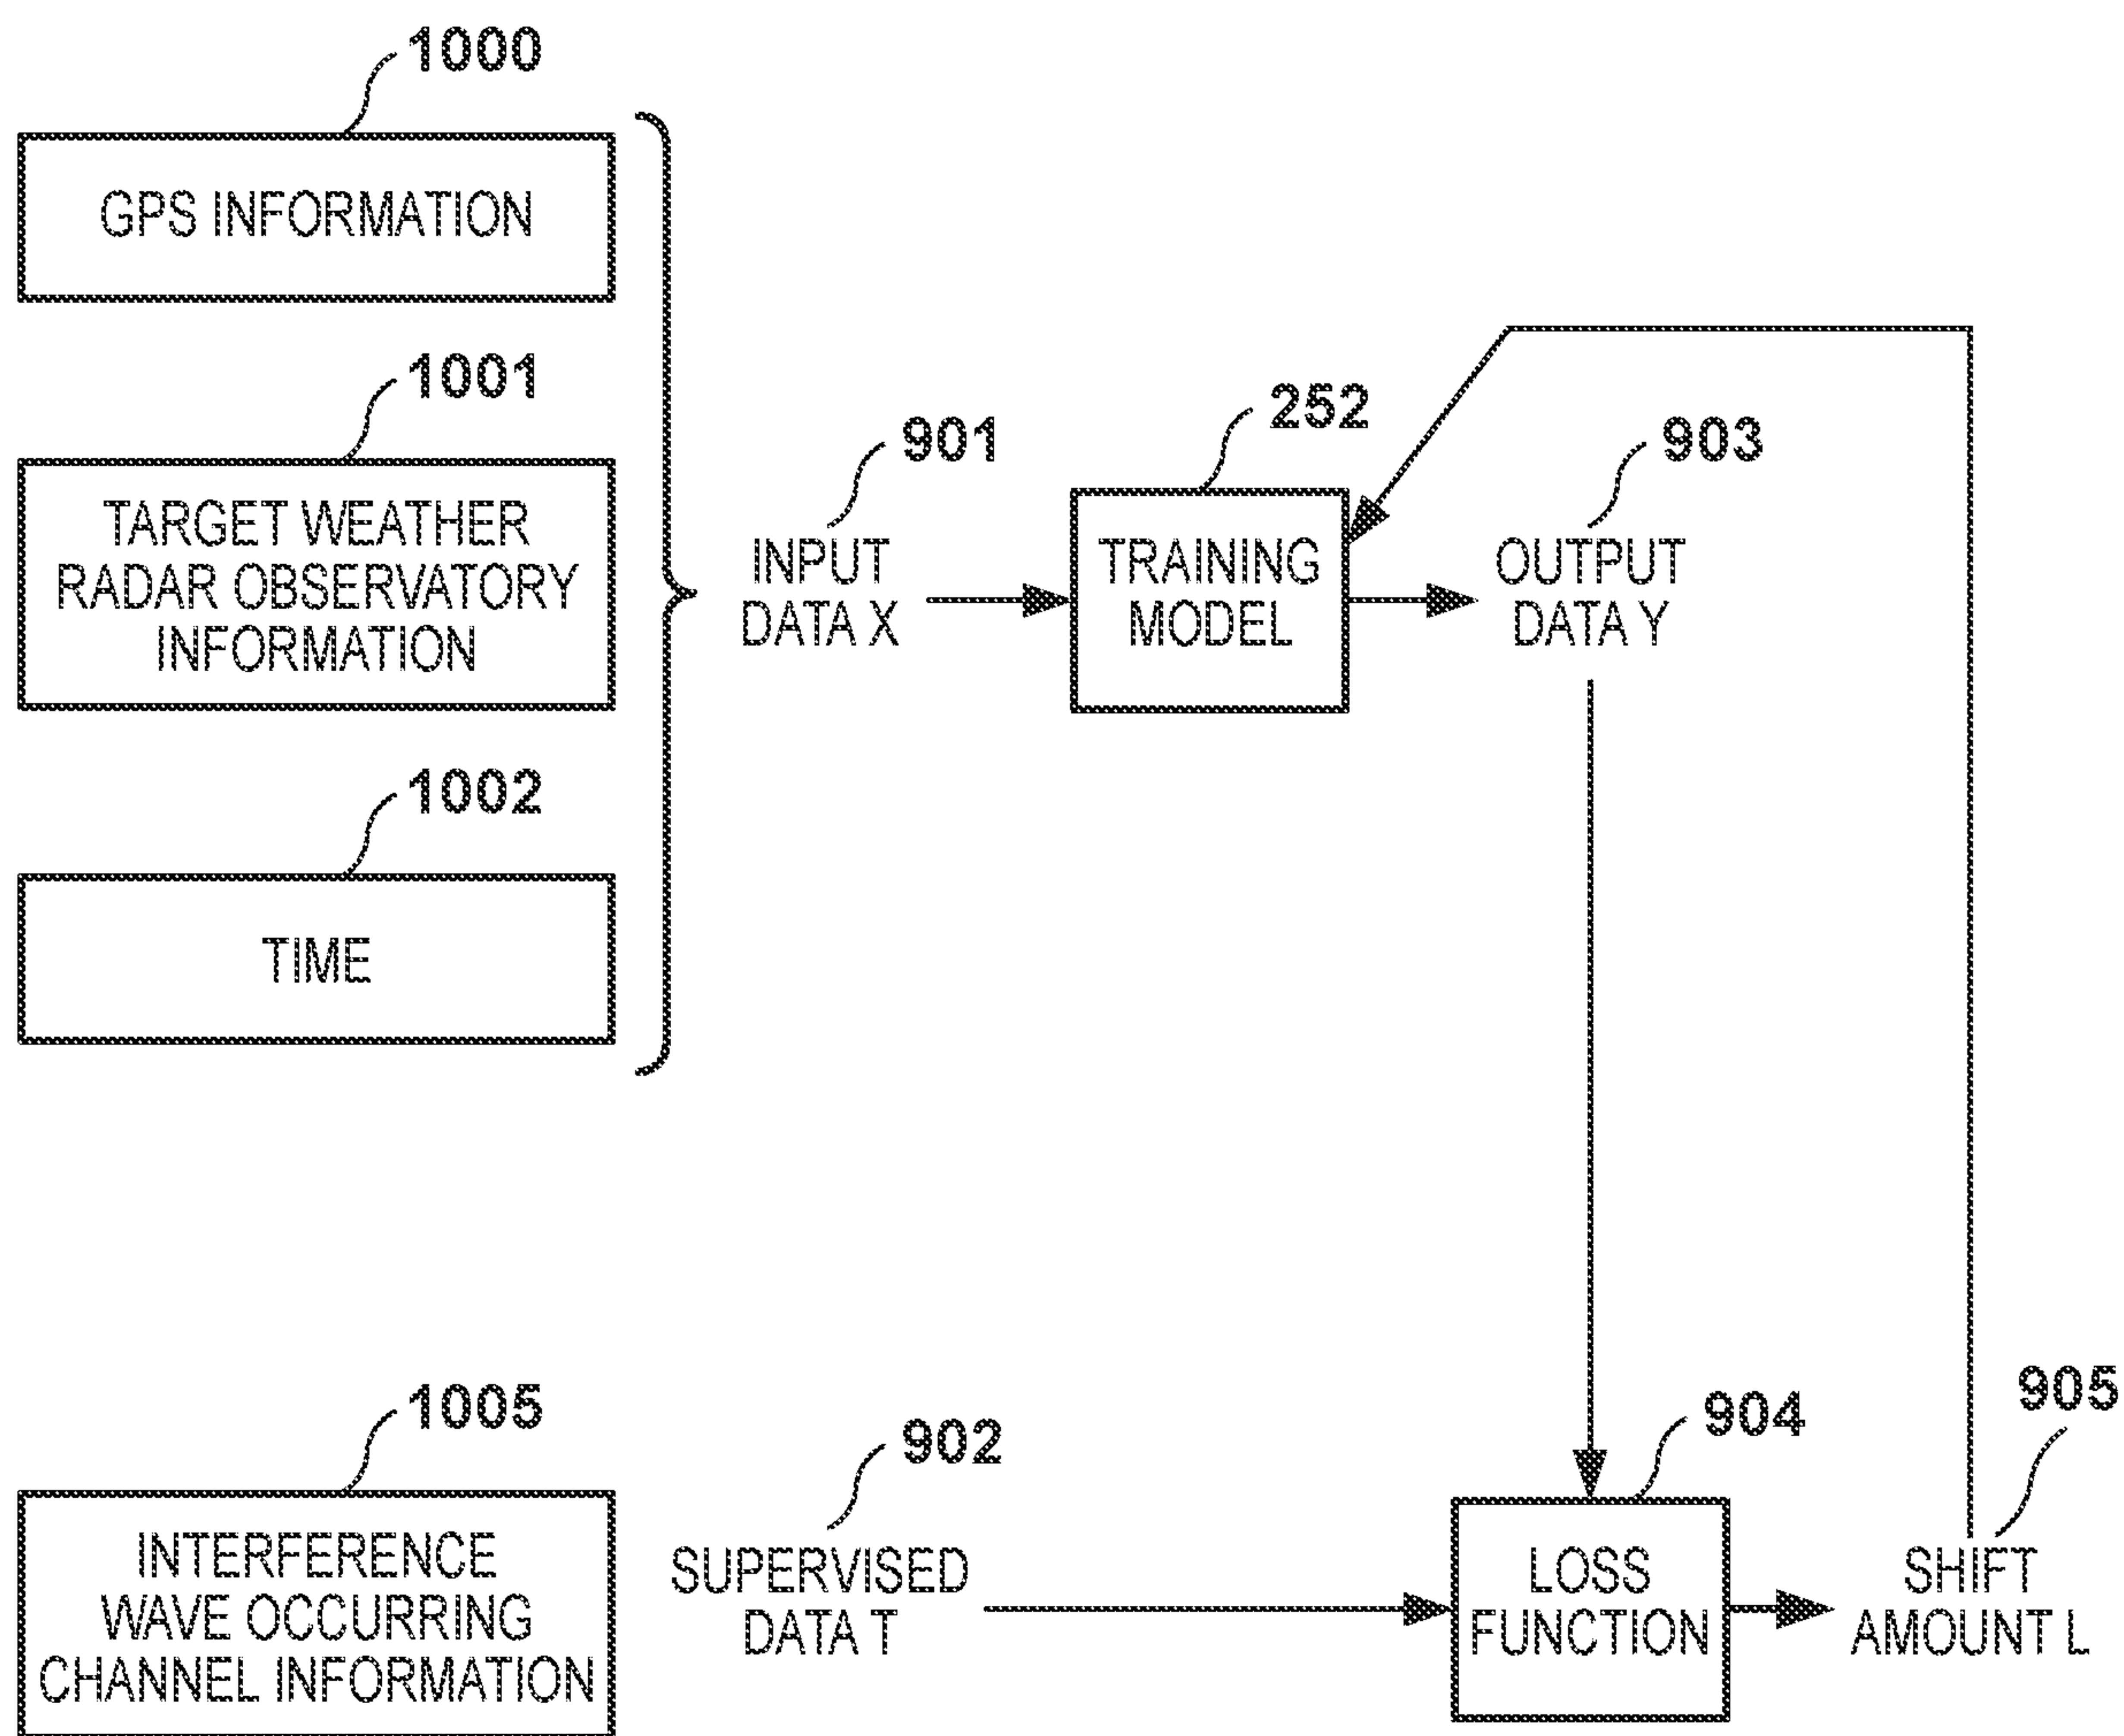 1000
GPS INFORMATION
1001
TARGET WEATHER
RADAR OBSERVATORY
INFORMATION
1002
TIME
901
INPUT
DATA X
252
TRAINING
MODEL
903
OUTPUT
DATA Y
1005
INTERFERENCE
WAVE OCCURRING
CHANNEL INFORMATION
902
SUPERVISED
DATA T
904
LOSS
FUNCTION
905
SHIFT
AMOUNT L